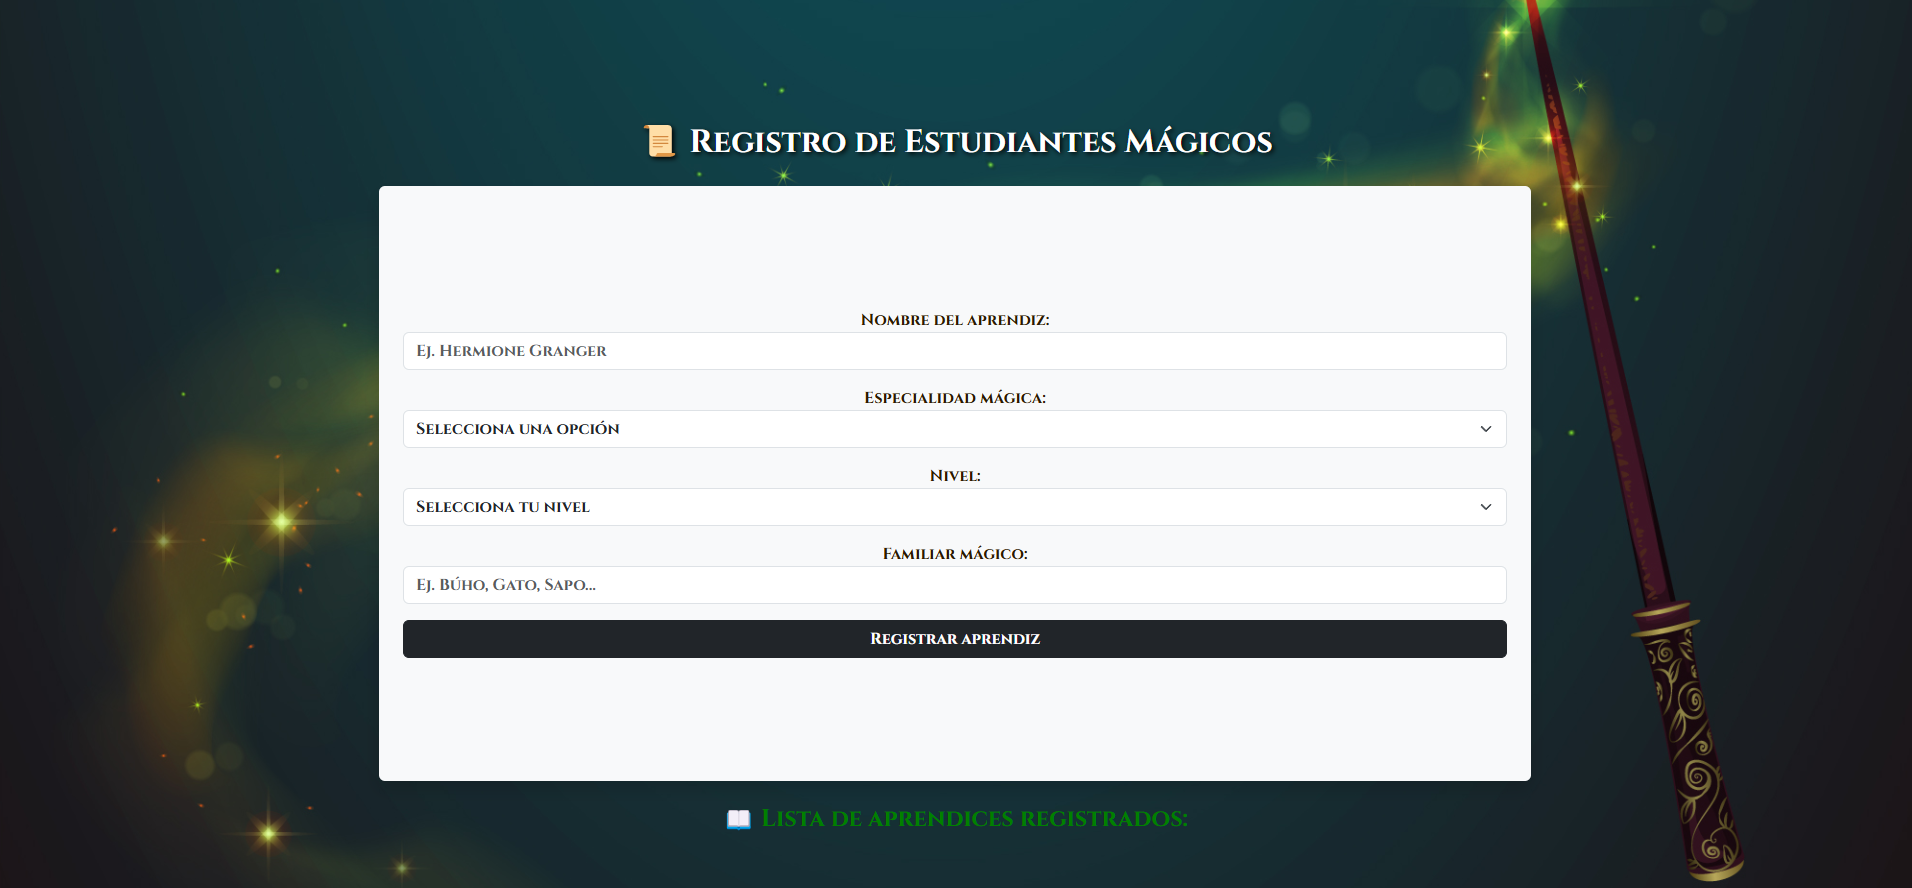 📜 Registro de Estudiantes Mágicos
Nombre del aprendiz:
Ej. Hermione Granger
Especialidad mágica:
Selecciona una opción
Nivel:
Selecciona tu nivel
Familiar mágico:
Ej. Búho, Gato, Sapo...
Registrar aprendiz
📖 Lista de aprendices registrados: